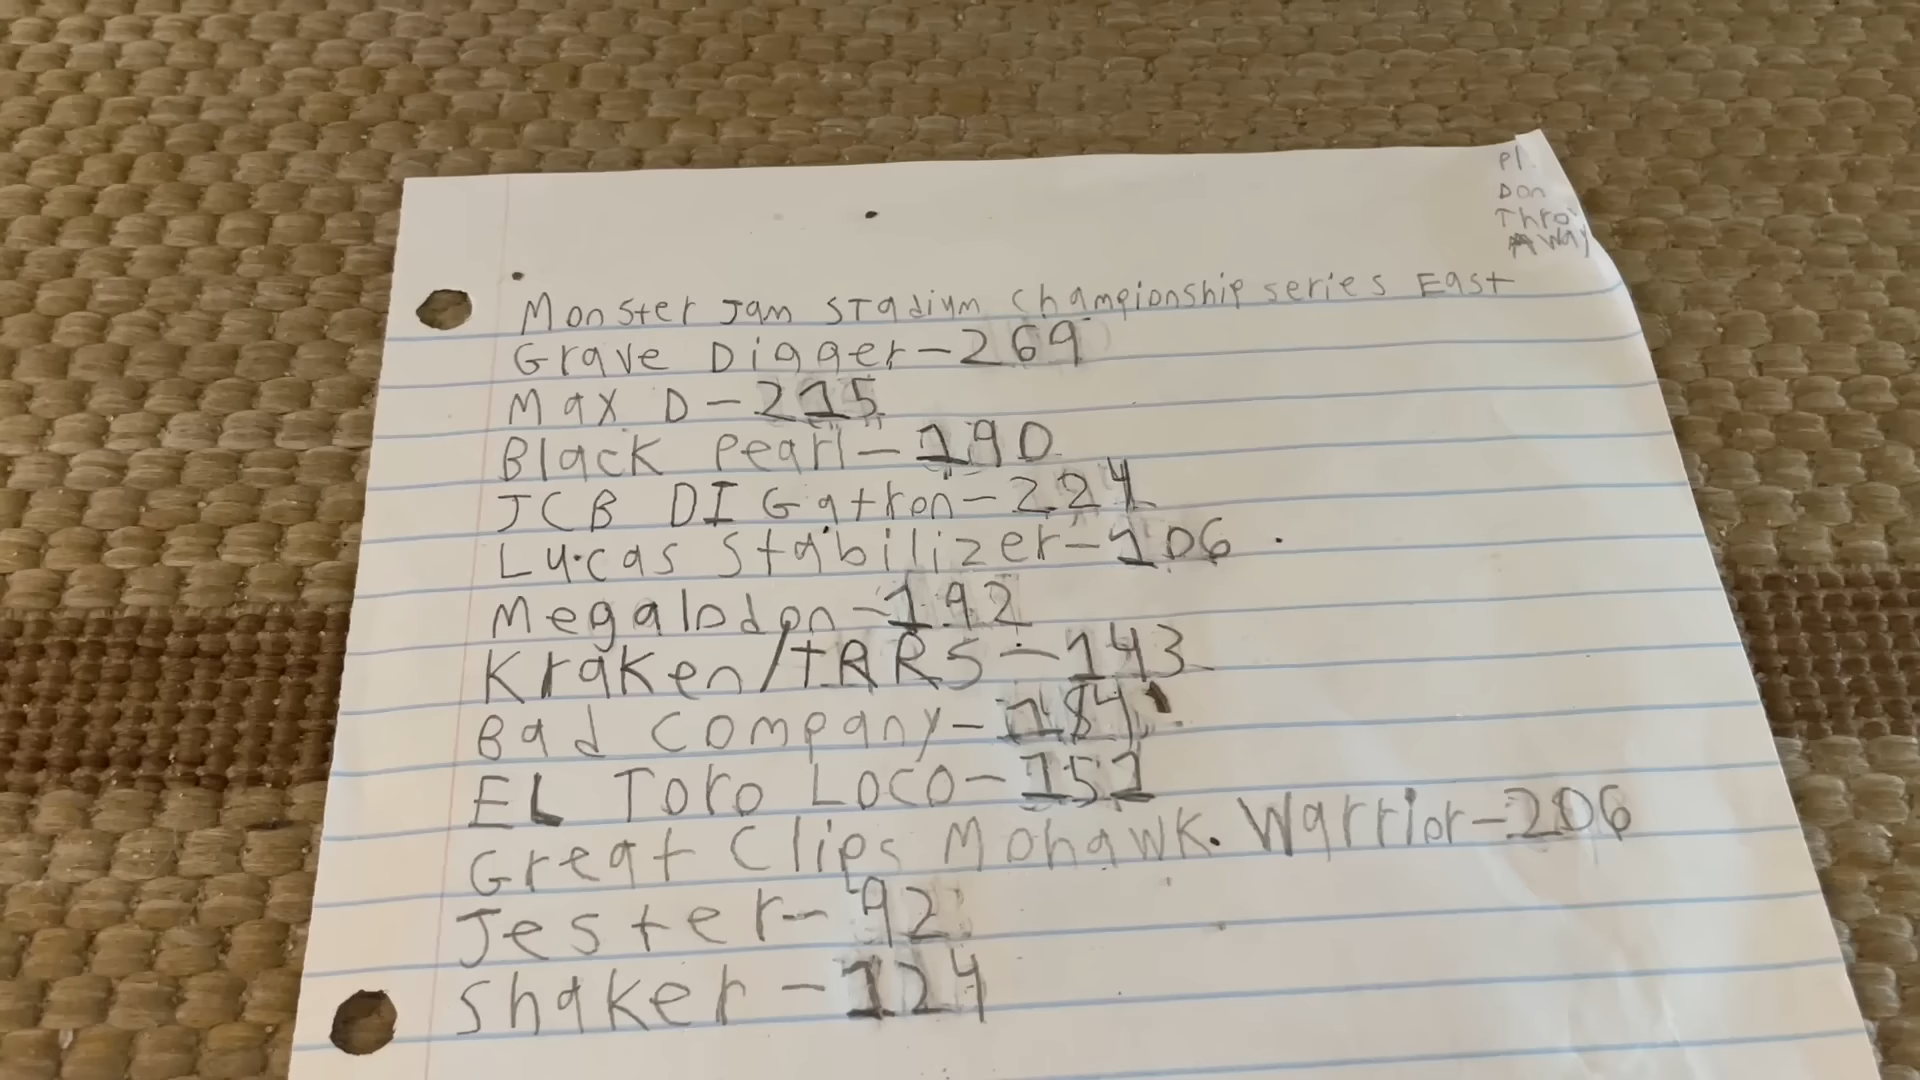 Pl
Don
Thro
Away
Monster Jam Stadium Championship series East
Grave Digger-269
Max D-215
Black Pearl-190
JCB DIGatron-224
Lucas Stabilizer-106
Megalodon-192
Kraken/TRRS-143
Bad Company-184
EL Toro Loco-151
Great Clips Mohawk. Warrior-206
Jester-92
Shaker-124